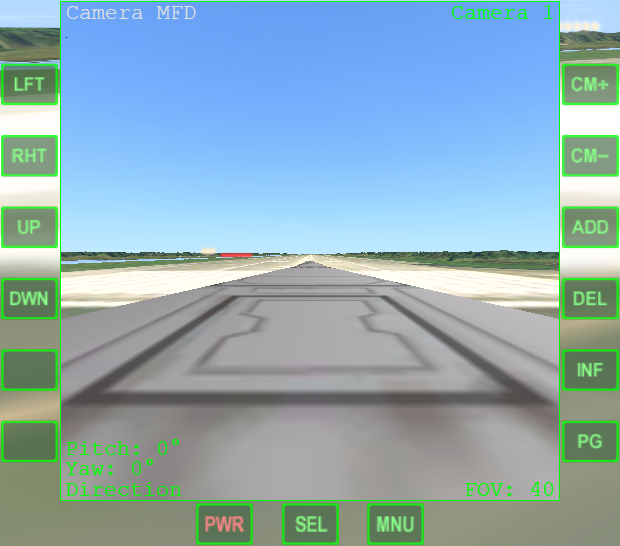 Camera MFD
Camera 1
LFT
CM+
RHT
CM-
UP
ADD
DWN
DEL
INF
PG
Pitch: 0°
Yaw: 0°
Direction
FOV: 40
PWR
SEL
MNU